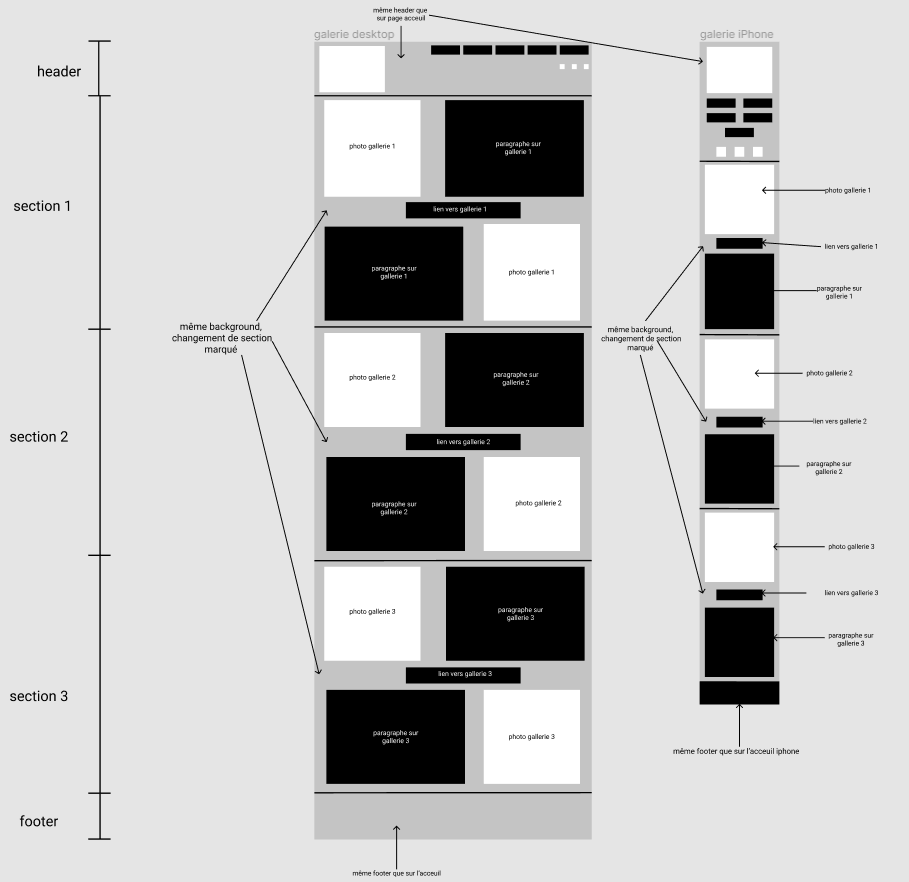 même header que
sur page acceuil
galerie desktop
galerie iPhone
header
section 1
section 2
section 3
footer
photo gallerie 1
paragraphe sur
gallerie 1
lien vers gallerie 1
paragraphe sur
gallerie 1
photo gallerie 1
même background,
changement de section
marqué
photo gallerie 2
paragraphe sur
gallerie 2
lien vers gallerie 2
paragraphe sur
gallerie 2
photo gallerie 2
photo gallerie 3
paragraphe sur
gallerie 3
lien vers gallerie 3
paragraphe sur
gallerie 3
photo gallerie 3
même footer que sur l'acceuil
photo gallerie 1
lien vers gallerie 1
paragraphe sur
gallerie 1
même background,
changement de section
marqué
photo gallerie 2
lien vers gallerie 2
paragraphe sur
gallerie 2
photo gallerie 3
lien vers gallerie 3
paragraphe sur
gallerie 3
même footer que sur l'acceuil iphone